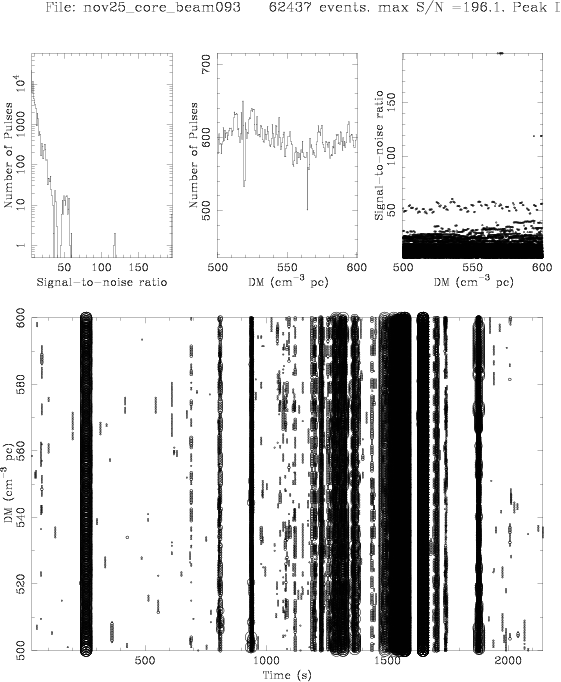 File: nov25_core_beam093 62437 events. max S/N =196.1. Peak
Number of Pulses
10⁴
1000
100
10
1
50 100 150
Signal-to-noise ratio
Number of Pulses
700
600
500
500 550 600
DM (cm⁻³ pc)
Signal-to-noise ratio
150
100
50
500 550 600
DM (cm⁻³ pc)
DM (cm⁻³ pc)
600
580
560
540
520
500
500 1000 1500 2000
Time (s)